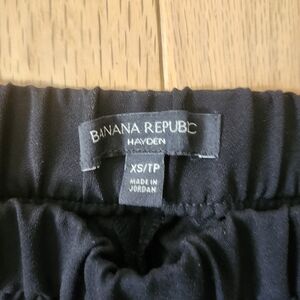 BANANA REPUBLIC
HAYDEN
XS/TP
MADE IN
JORDAN